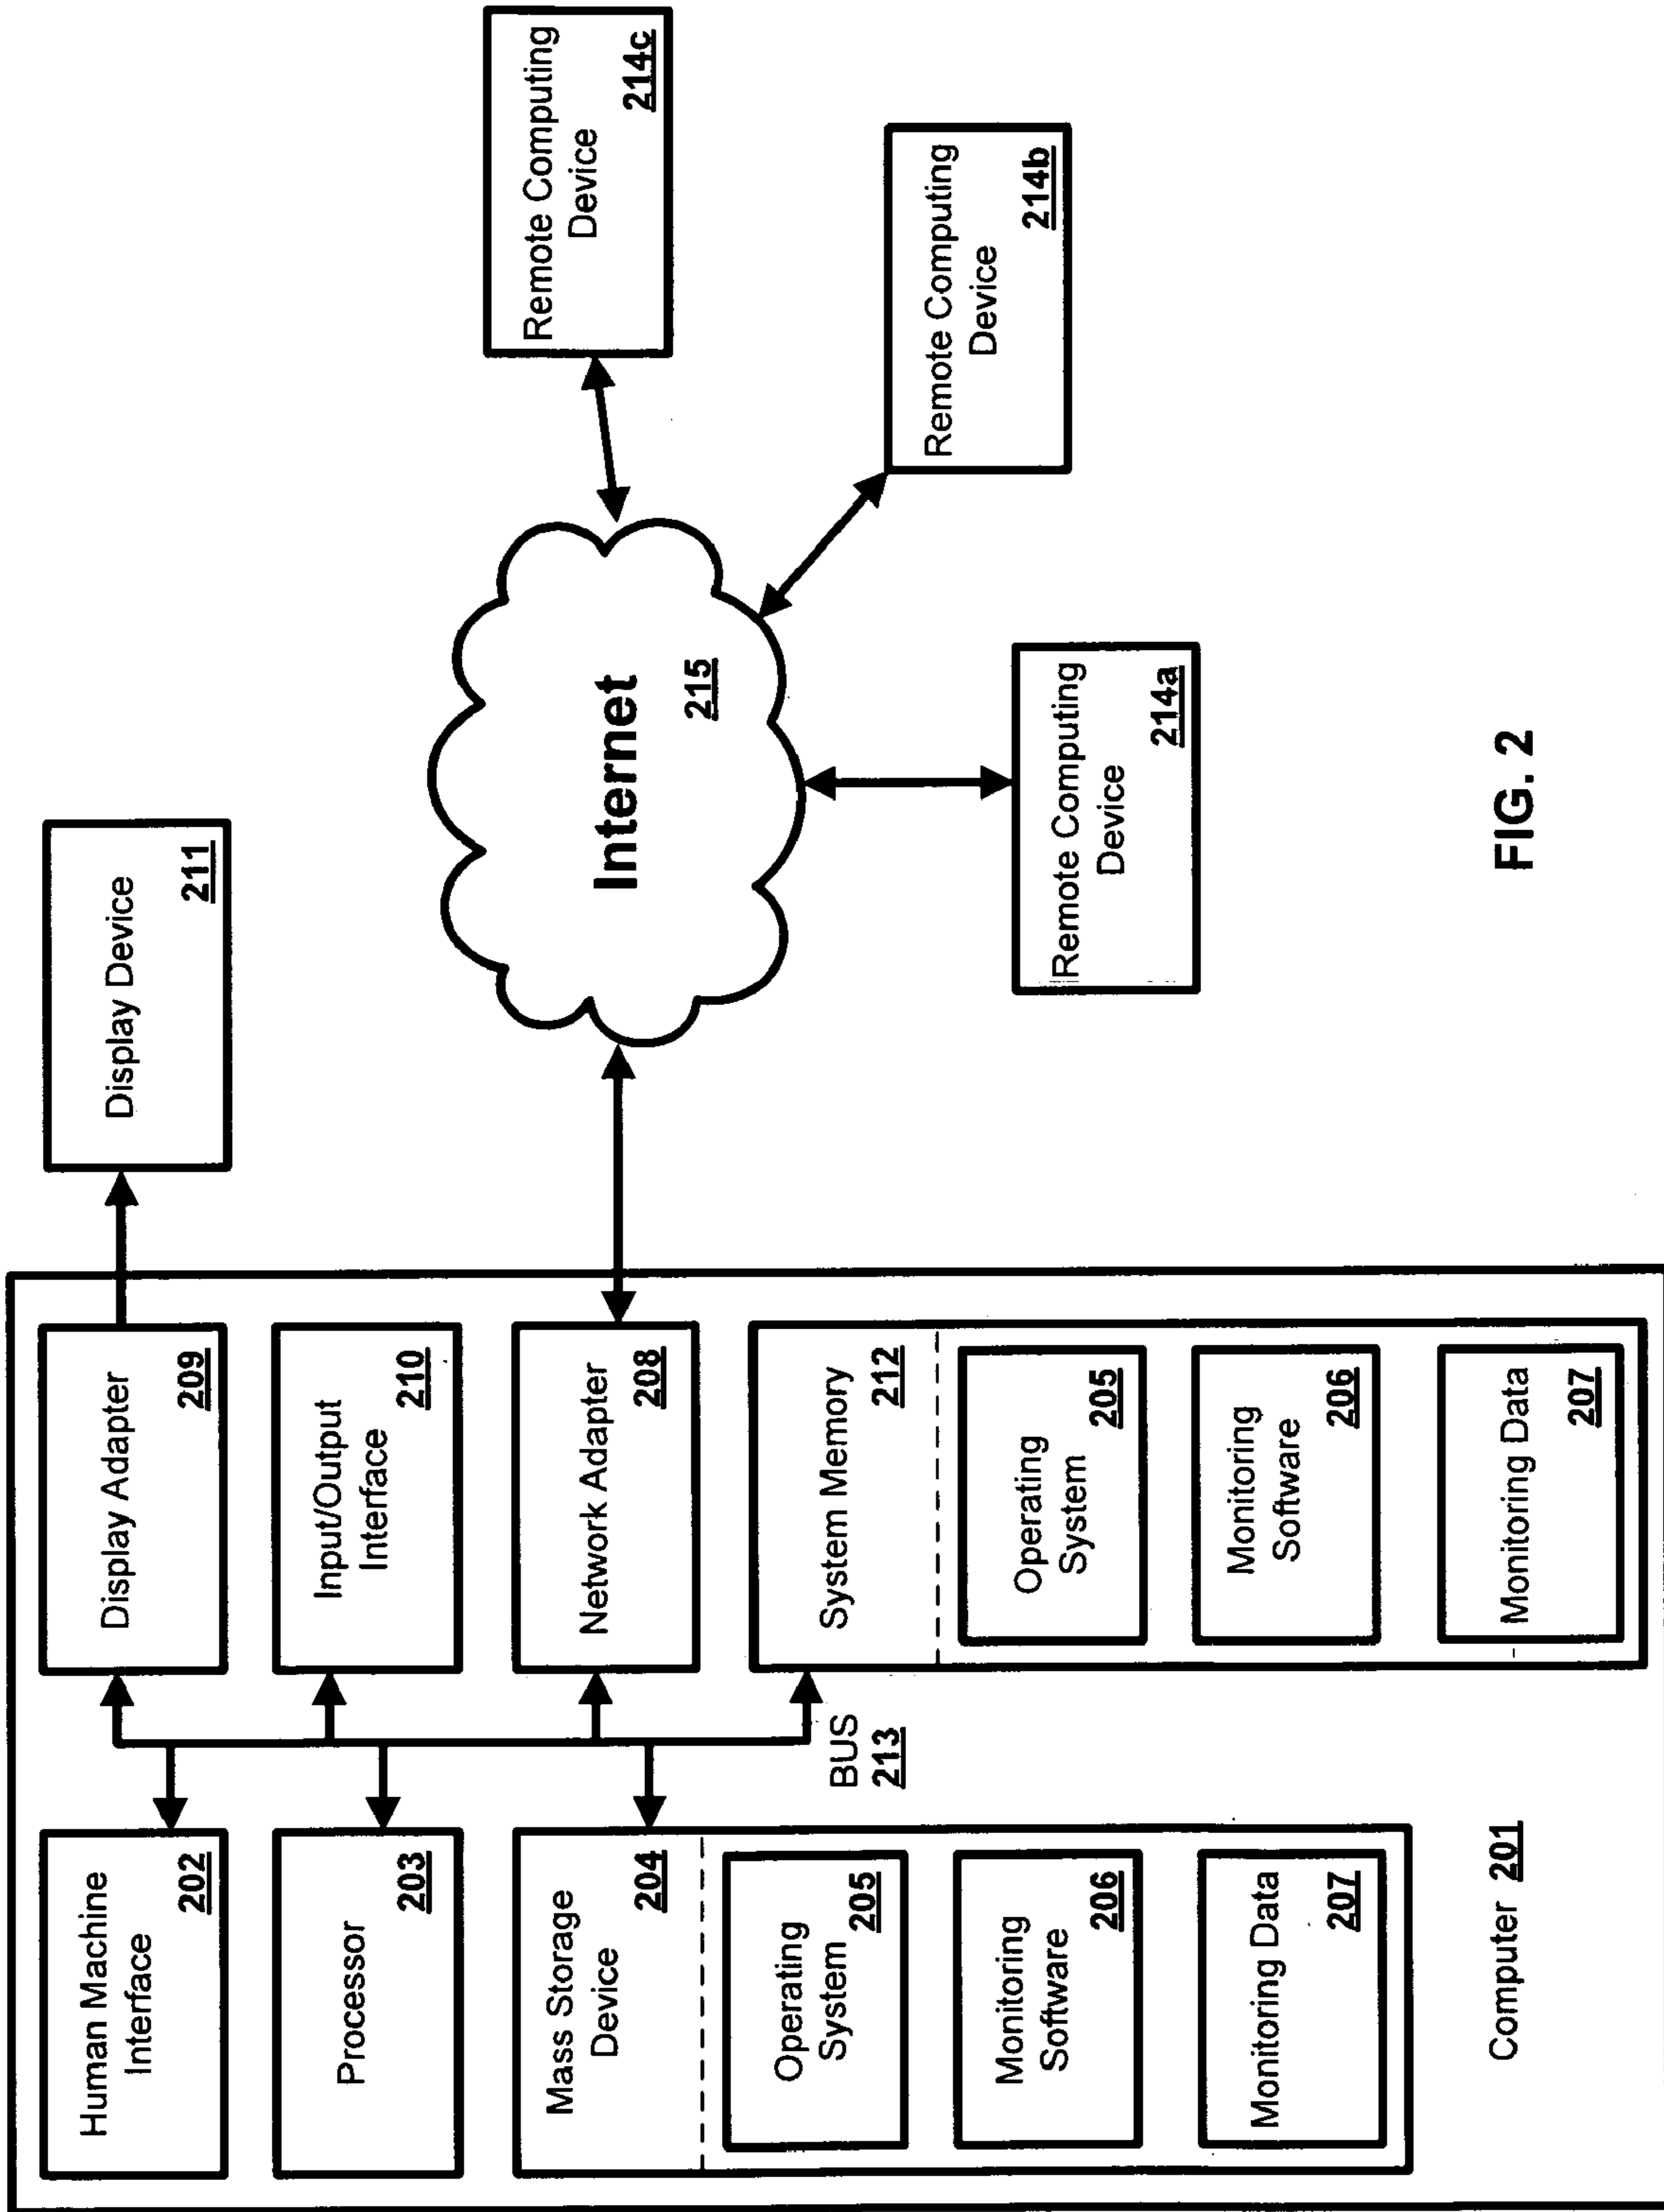 Human Machine
Interface
202
Processor
203
Mass Storage
Device
204
Operating
System
205
Monitoring
Software
206
Monitoring Data
207
Computer 201
BUS
213
Display Adapter
209
Input/Output
Interface
210
Network Adapter
208
System Memory
212
Operating
System
205
Monitoring
Software
206
Monitoring Data
207
Display Device
211
Internet
215
Remote Computing
Device
214a
Remote Computing
Device
214b
Remote Computing
Device
214c
FIG. 2